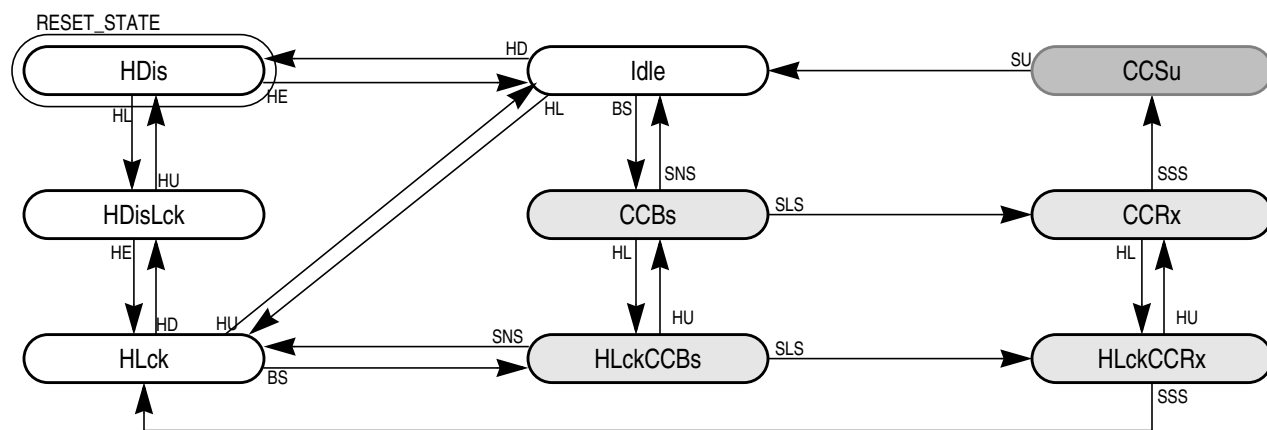 RESET_STATE
HDis
HD
HE
Idle
SU
CCSu
HL
HU
HL
BS
SNS
SSS
HDisLck
CCBs
SLS
CCRx
HE
HD
HU
HL
HU
HL
HU
HLck
SNS
BS
HLckCCBs
SLS
HLckCCRx
SSS